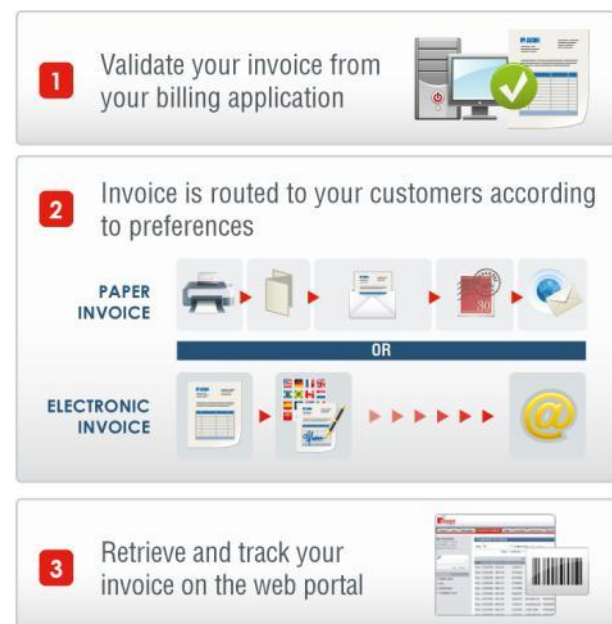 1
Validate your invoice from
your billing application
2
Invoice is routed to your customers according
to preferences
PAPER
INVOICE
30
OR
ELECTRONIC
INVOICE
@
3
Retrieve and track your
invoice on the web portal